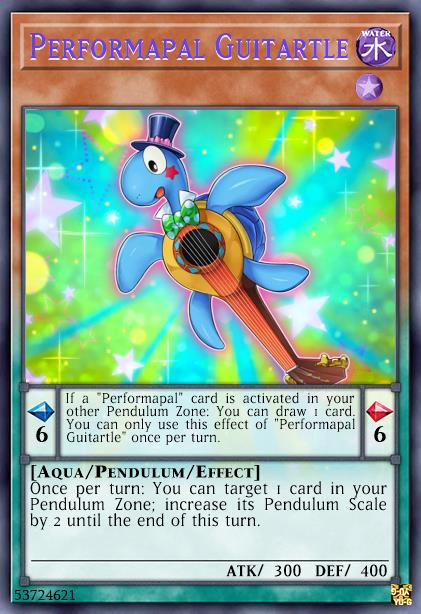 Performapal Guitartle
WATER
水
If a "Performapal" card is activated in
your other Pendulum Zone: You can draw 1 card.
You can only use this effect of "Performapal
Guitartle" once per turn.
6
6
[Aqua/Pendulum/Effect]
Once per turn: You can target 1 card in your
Pendulum Zone; increase its Pendulum Scale
by 2 until the end of this turn.
ATK/ 300 DEF/ 400
53724621